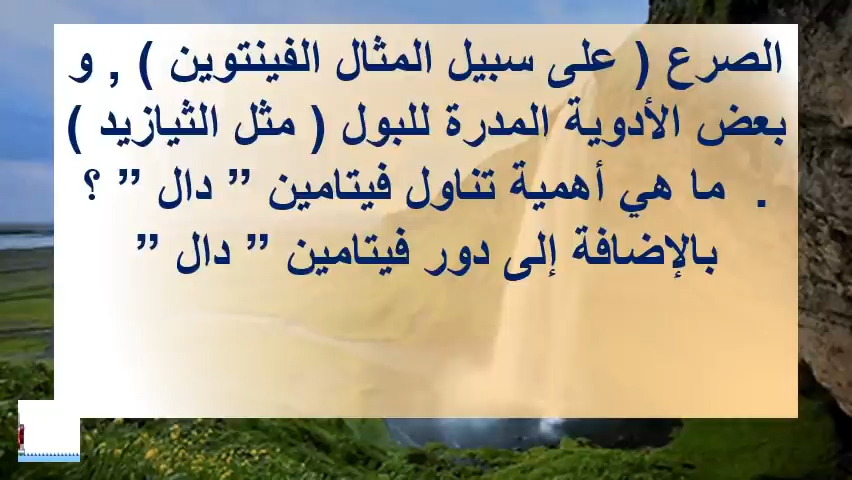 الصرع ( على سبيل المثال الفينتوين ) , و
بعض الأدوية المدرة للبول ( مثل الثيازيد )
. ما هي أهمية تناول فيتامين ” دال ” ؟
بالإضافة إلى دور فيتامين ” دال ”